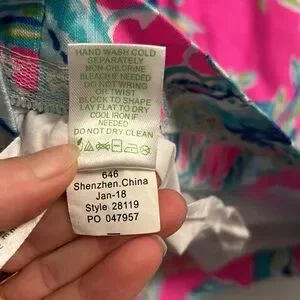 HAND WASH COLD
SEPARATELY
NON-CHLORINE
BLEACH IF NEEDED
DO NOT WRING
OR TWIST
BLOCK TO SHAPE
LAY FLAT TO DRY
COOL IRON IF
NEEDED
DO NOT DRY CLEAN
646
Shenzhen.China
Jan-18
Style 28119
PO 047957